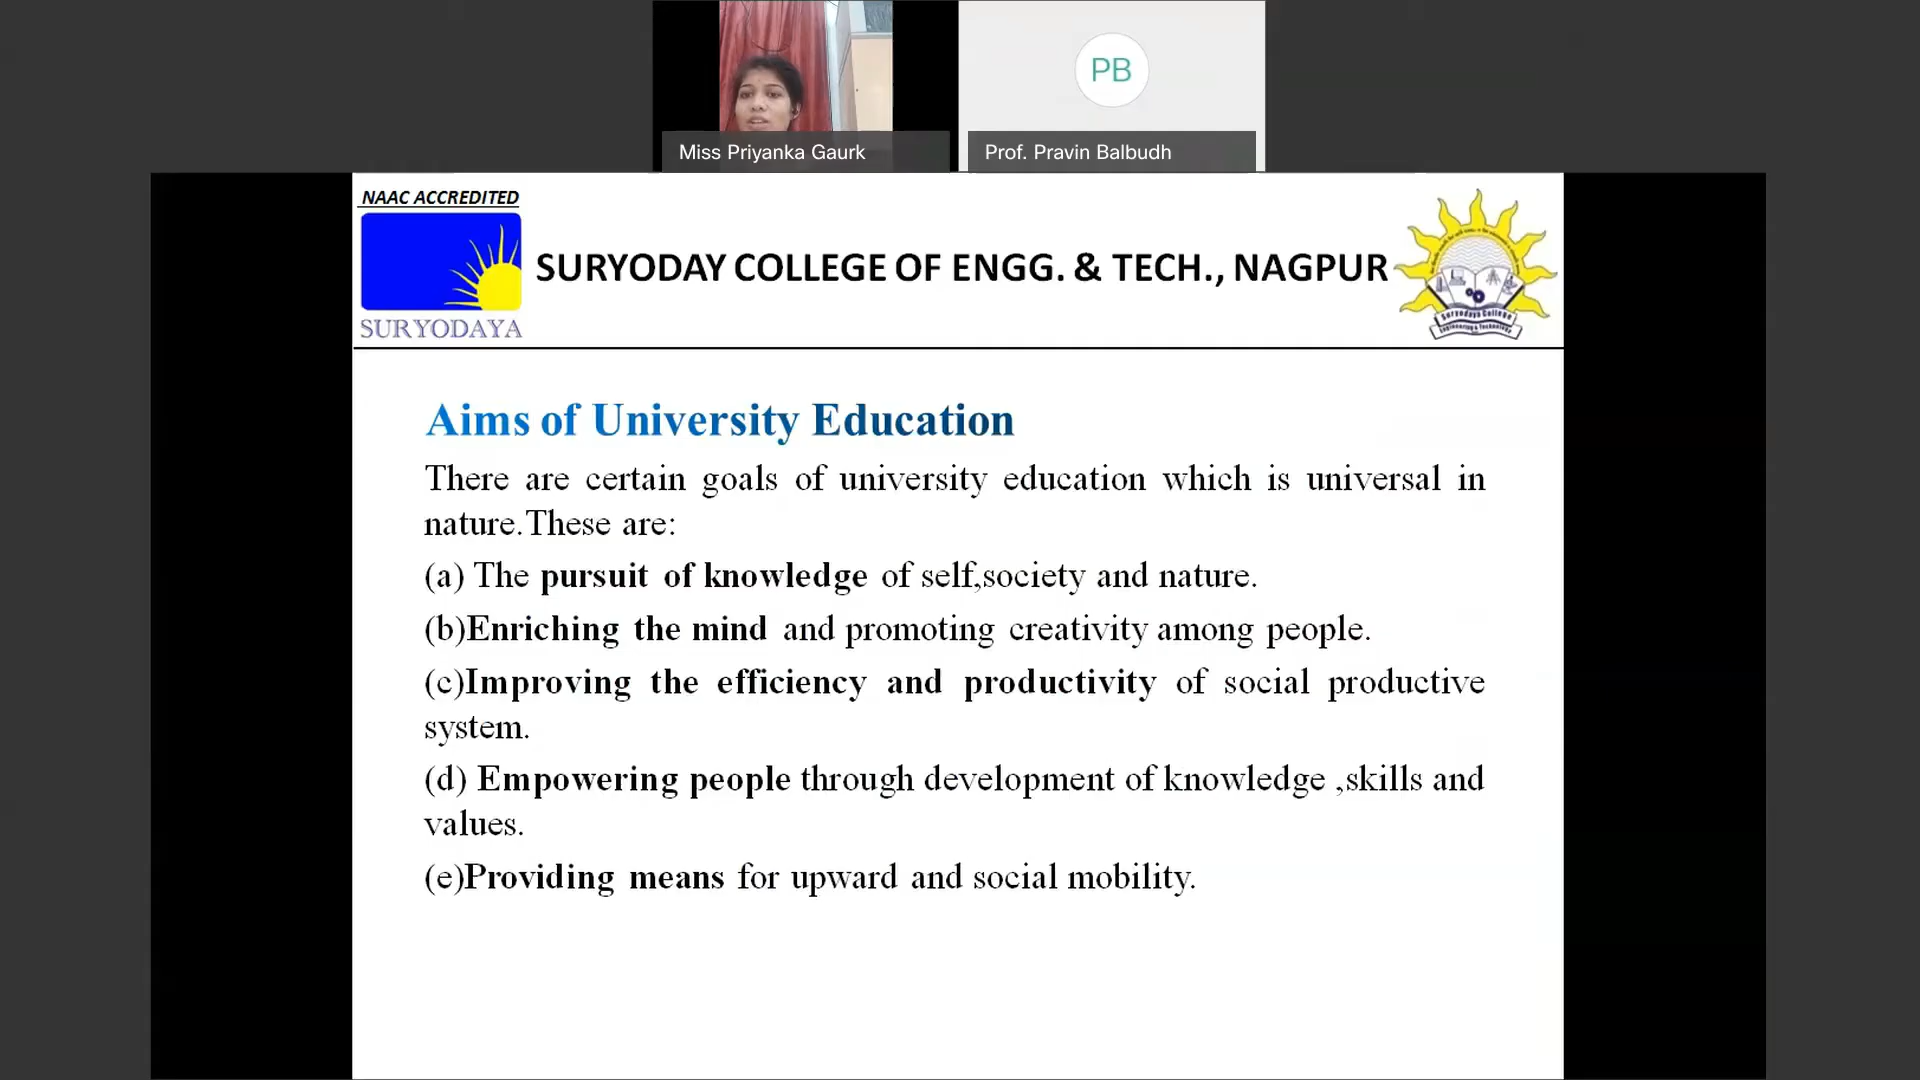 PB
Miss Priyanka Gaurk
Prof. Pravin Balbudh
NAAC ACCREDITED
SURYODAYA
SURYODAY COLLEGE OF ENGG. & TECH., NAGPUR
Suryodaya College
Engineering & Technology
Aims of University Education
There are certain goals of university education which is universal in
nature.These are:
(a) The pursuit of knowledge of self,society and nature.
(b)Enriching the mind and promoting creativity among people.
(c)Improving the efficiency and productivity of social productive
system.
(d) Empowering people through development of knowledge ,skills and
values.
(e)Providing means for upward and social mobility.